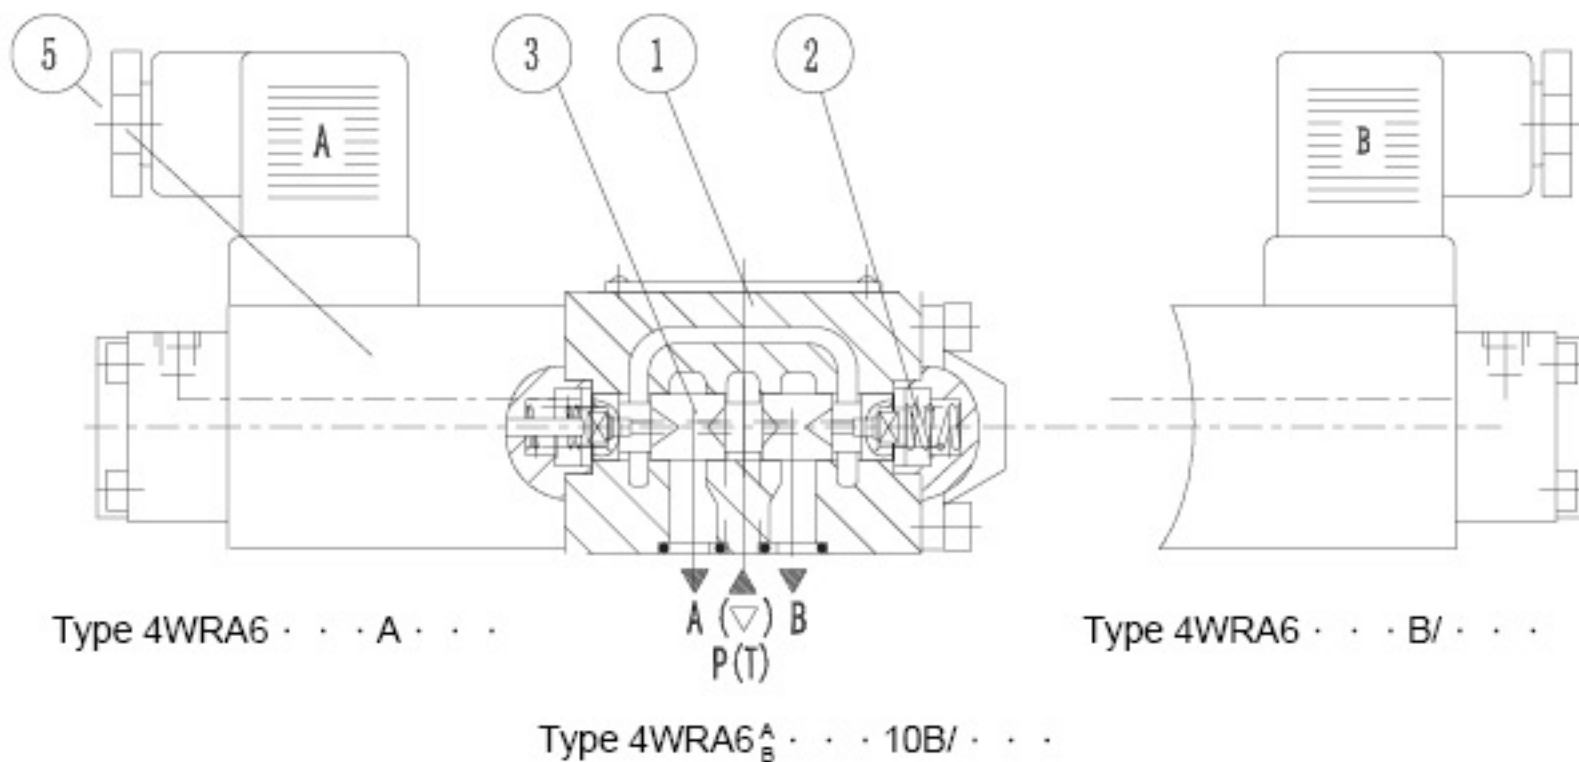 5 3 1 2
A B
A (▽) B
P(T)
Type 4WRA6 · · · A · · ·
Type 4WRA6 · · · B/ · · ·
Type 4WRA6 A B · · · 10B/ · · ·